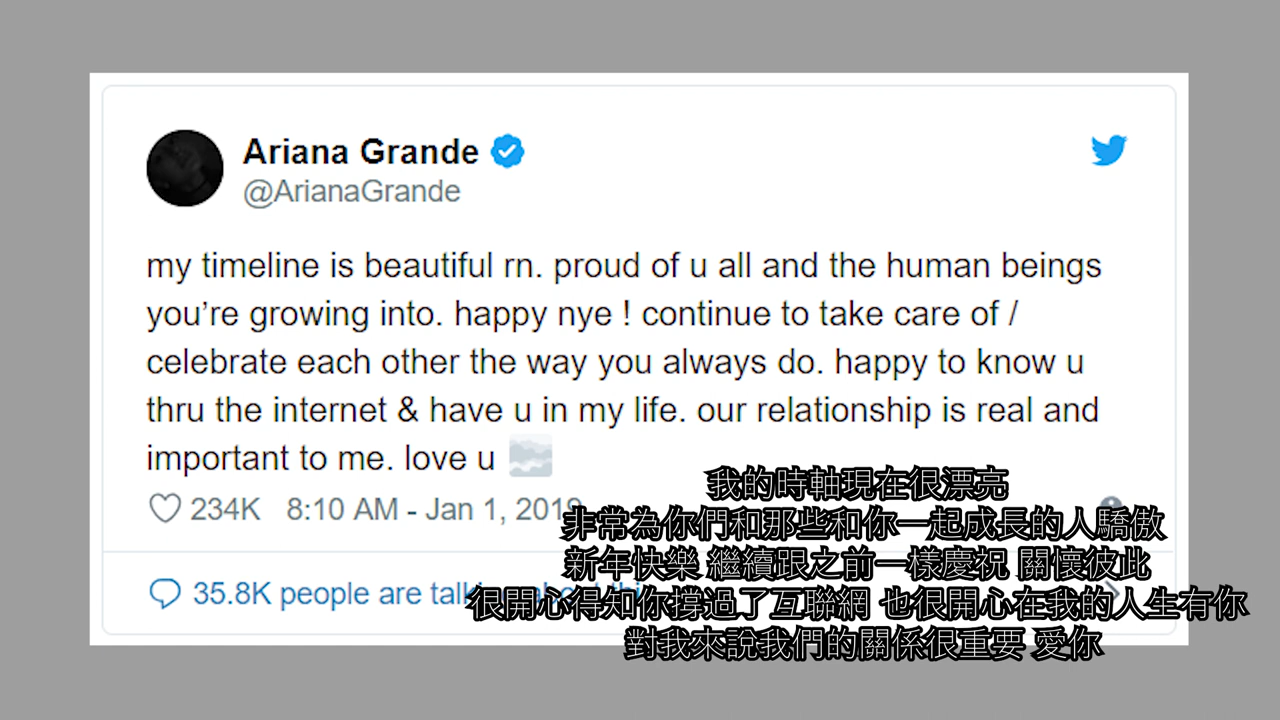 Ariana Grande
@ArianaGrande
my timeline is beautiful rn. proud of u all and the human beings
you’re growing into. happy nye ! continue to take care of /
celebrate each other the way you always do. happy to know u
thru the internet & have u in my life. our relationship is real and
important to me. love u
234K 8:10 AM - Jan 1, 2019
35.8K people are talking about this
我的時軸現在很漂亮
非常為你們和那些和你一起成長的人驕傲
新年快樂 繼續跟之前一樣慶祝 關懷彼此
很開心得知你撐過了互聯網 也很開心在我的人生有你
對我來說我們的關係很重要 愛你